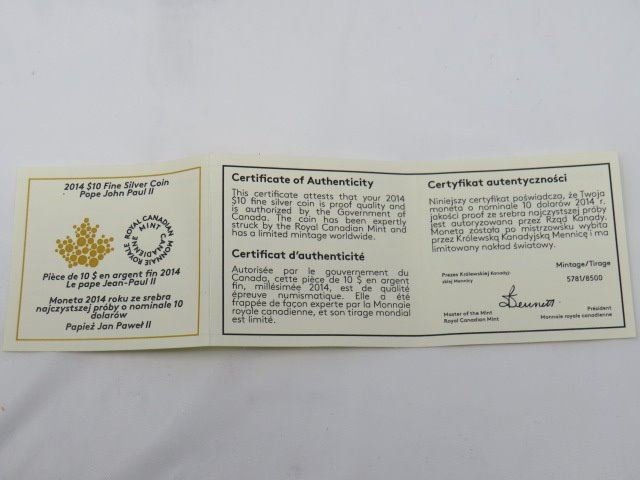 2014 $10 Fine Silver Coin
Pope John Paul II
ROYAL CANADIAN MINT
MONNAIE ROYALE CANADIENNE
Pièce de 10 $ en argent fin 2014
Le pape Jean-Paul II
Moneta 2014 roku ze srebra
najczystszej próby o nominale 10
dolarów
Papież Jan Paweł II
Certificate of Authenticity
This certificate attests that your 2014
$10 fine silver coin is proof quality and
is authorized by the Government of
Canada. The coin has been expertly
struck by the Royal Canadian Mint and
has a limited mintage worldwide.
Certificat d’authenticité
Autorisée par le gouvernement du
Canada, cette pièce de 10 $ en argent
fin, millésimée 2014, est de qualité
épreuve numismatique. Elle a été
frappée de façon experte par la Monnaie
royale canadienne, et son tirage mondial
est limité.
Certyfikat autentyczności
Niniejszy certyfikat poświadcza, że Twoja
moneta o nominale 10 dolarów 2014 r.
jakości proof ze srebra najczystszej próby
jest autoryzowana przez Rząd Kanady.
Moneta została po mistrzowsku wybita
przez Królewską Kanadyjską Mennicę i ma
limitowany nakład światowy.
Mintage/Tirage
5781/8500
Prezes Królewskiej Kanadyj-
skiej Mennicy
Bennett
Master of the Mint
Royal Canadian Mint
Président
Monnaie royale canadienne